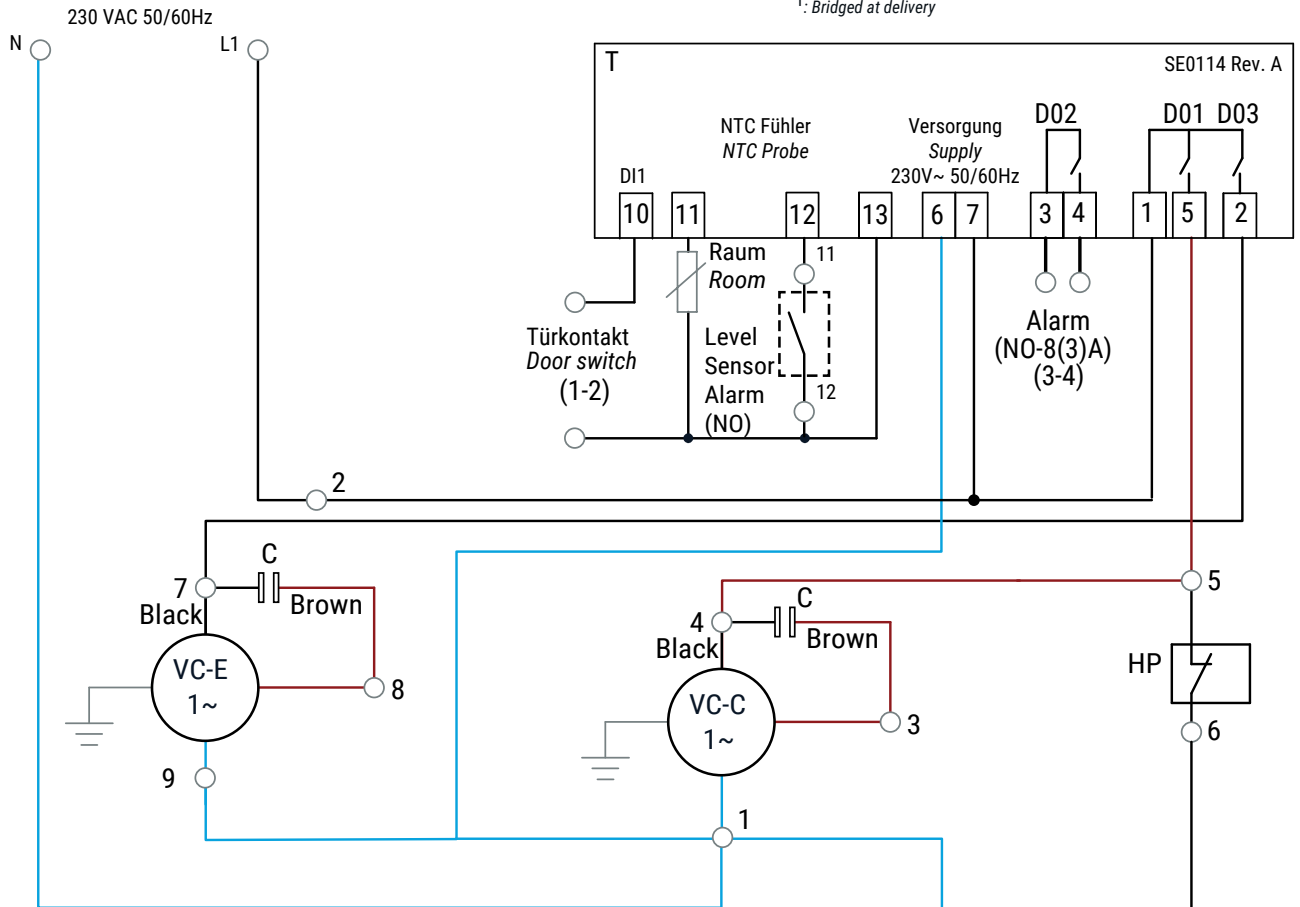 ¹: Bridged at delivery
230 VAC 50/60Hz
N
L1
T
SE0114 Rev. A
NTC Fühler
NTC Probe
Versorgung
Supply
230V~ 50/60Hz
D02
D01 D03
DI1
10
11
12
13
6
7
3
4
1
5
2
Raum
Room
11
Türkontakt
Door switch
(1-2)
Level
Sensor
Alarm
(NO)
12
Alarm
(NO-8(3)A)
(3-4)
2
C
7
Black
Brown
VC-E
1~
8
9
C
4
Black
Brown
VC-C
1~
3
1
5
HP
6